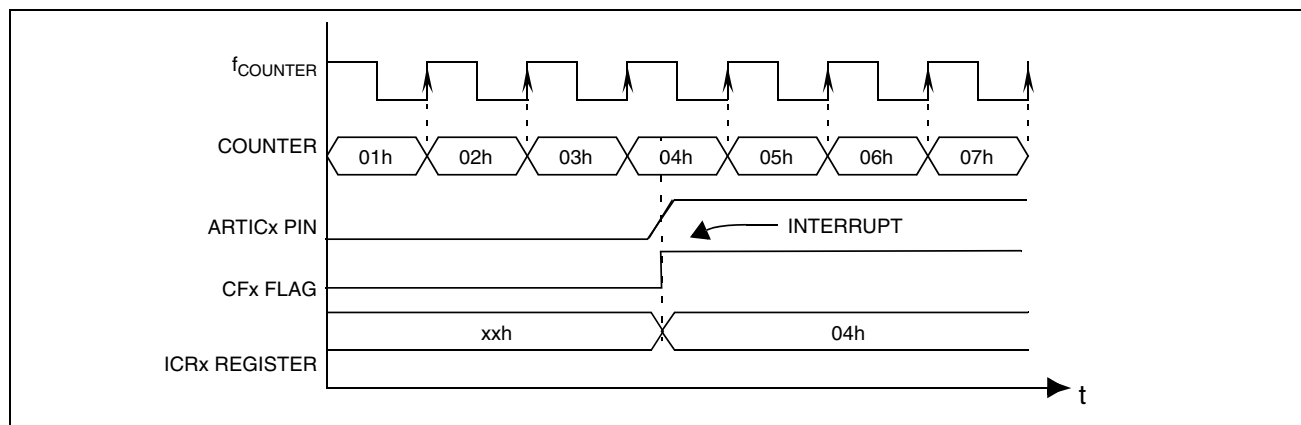 fCOUNTER
COUNTER 01h 02h 03h 04h 05h 06h 07h
ARTICx PIN INTERRUPT
CFx FLAG
xxh 04h
ICRx REGISTER
t